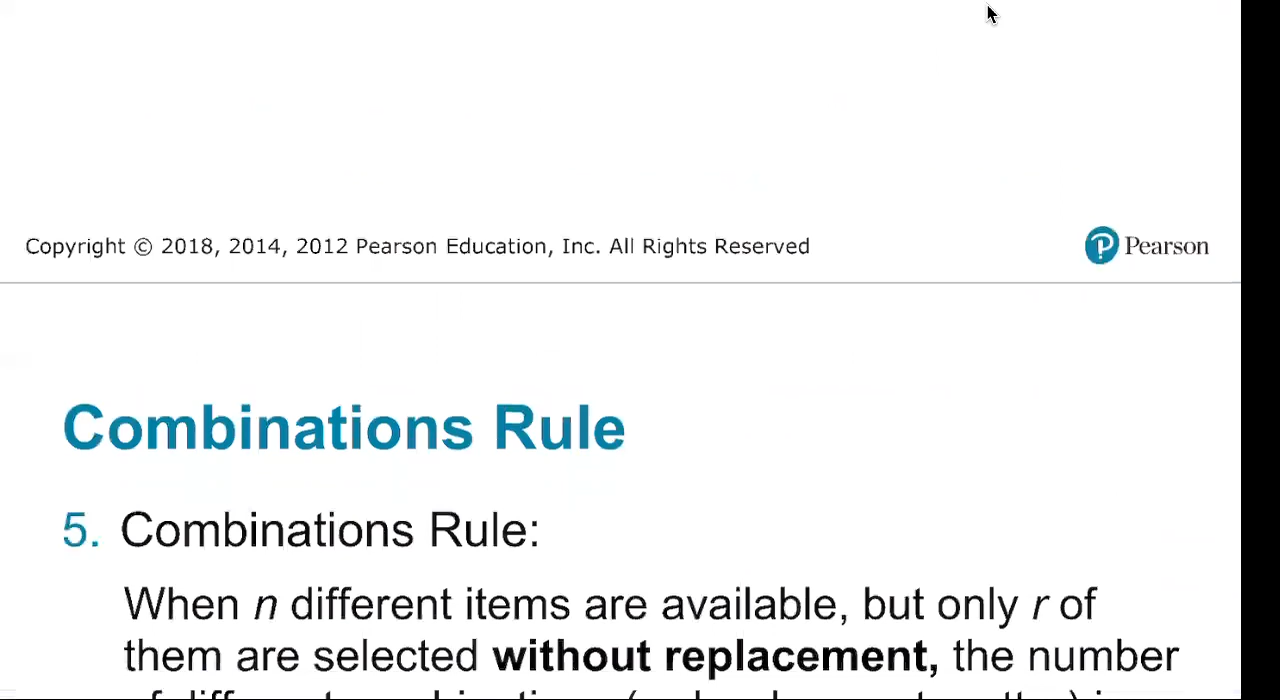 Copyright © 2018, 2014, 2012 Pearson Education, Inc. All Rights Reserved
Pearson
Combinations Rule
5. Combinations Rule:
When n different items are available, but only r of
them are selected without replacement, the number